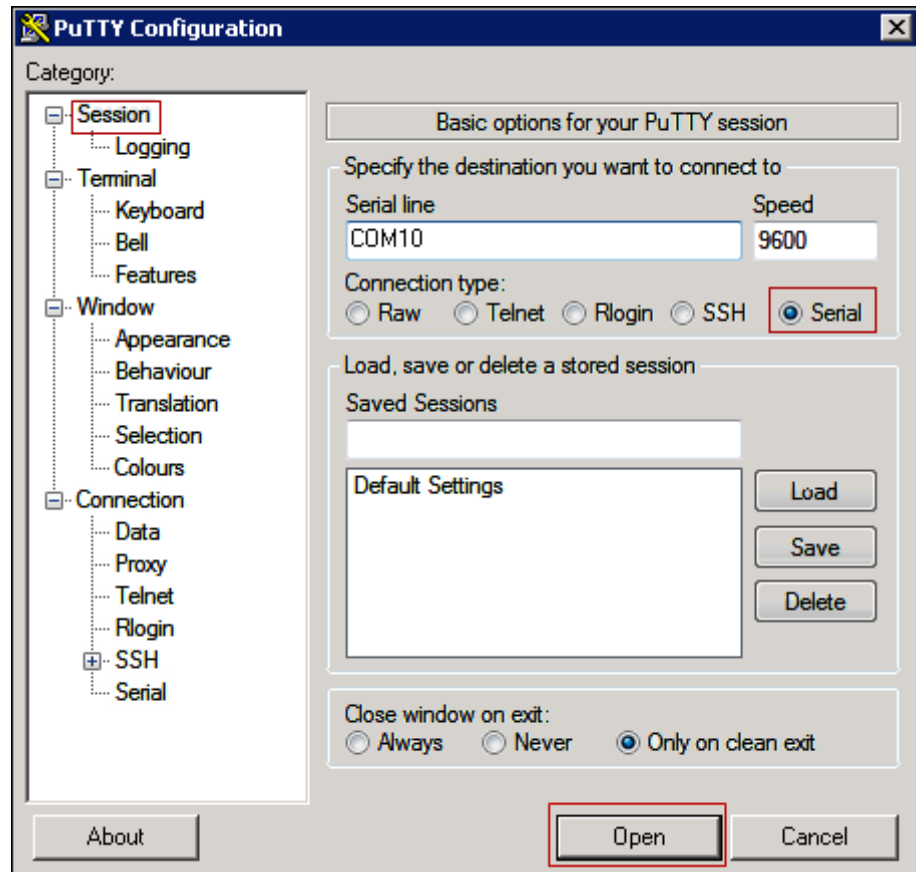 PuTTY Configuration
Category:
Session
Logging
Terminal
Keyboard
Bell
Features
Window
Appearance
Behaviour
Translation
Selection
Colours
Connection
Data
Proxy
Telnet
Rlogin
SSH
Serial
Basic options for your PuTTY session
Specify the destination you want to connect to
Serial line Speed
COM10 9600
Connection type:
Raw Telnet Rlogin SSH Serial
Load, save or delete a stored session
Saved Sessions
Default Settings
Load
Save
Delete
Close window on exit:
Always Never Only on clean exit
About Open Cancel